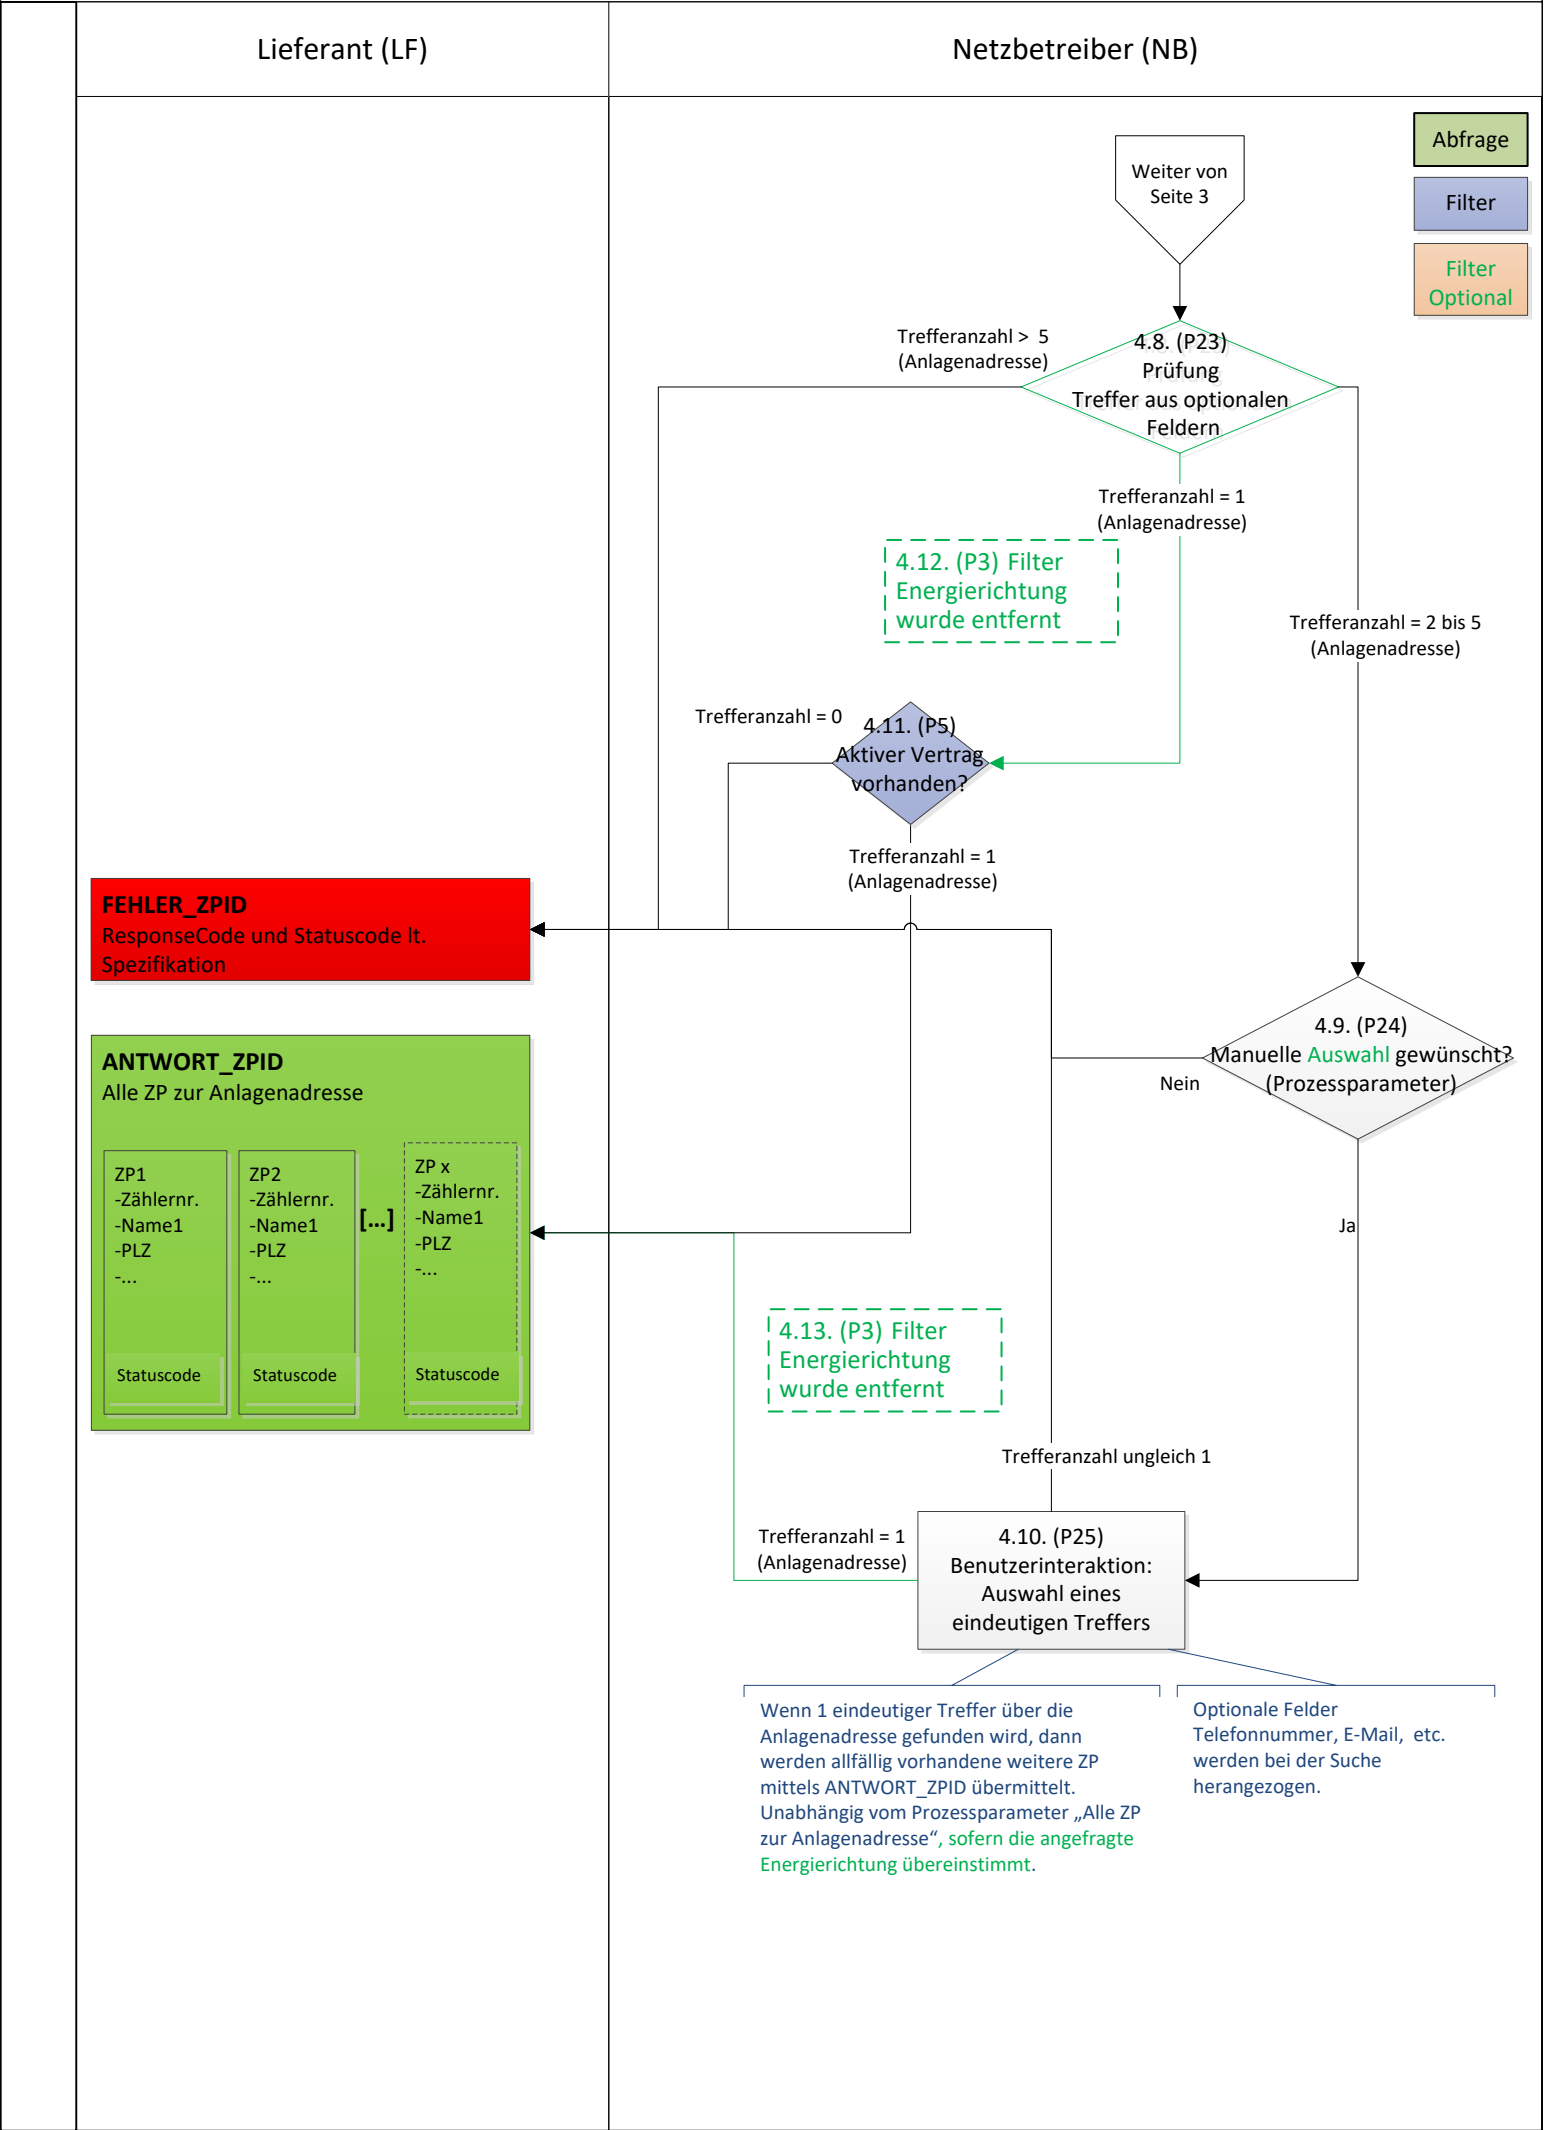 Lieferant (LF)
Netzbetreiber (NB)
Abfrage
Filter
Filter
Optional
Weiter von
Seite 3
Trefferanzahl > 5
(Anlagenadresse)
4.8. (P23)
Prüfung
Treffer aus optionalen
Feldern
Trefferanzahl = 1
(Anlagenadresse)
4.12. (P3) Filter
Energierichtung
wurde entfernt
Trefferanzahl = 2 bis 5
(Anlagenadresse)
Trefferanzahl = 0
4.11. (P5)
Aktiver Vertrag
vorhanden?
Trefferanzahl = 1
(Anlagenadresse)
FEHLER_ZPID
ResponseCode und Statuscode lt.
Spezifikation
4.9. (P24)
Manuelle Auswahl gewünscht?
(Prozessparameter)
Nein
Ja
ANTWORT_ZPID
Alle ZP zur Anlagenadresse
ZP1
-Zählernr.
-Name1
-PLZ
-...
Statuscode
ZP2
-Zählernr.
-Name1
-PLZ
-...
Statuscode
[...]
ZP x
-Zählernr.
-Name1
-PLZ
-...
Statuscode
4.13. (P3) Filter
Energierichtung
wurde entfernt
Trefferanzahl ungleich 1
Trefferanzahl = 1
(Anlagenadresse)
4.10. (P25)
Benutzerinteraktion:
Auswahl eines
eindeutigen Treffers
Wenn 1 eindeutiger Treffer über die
Anlagenadresse gefunden wird, dann
werden allfällig vorhandene weitere ZP
mittels ANTWORT_ZPID übermittelt.
Unabhängig vom Prozessparameter „Alle ZP
zur Anlagenadresse“, sofern die angefragte
Energierichtung übereinstimmt.
Optionale Felder
Telefonnummer, E-Mail, etc.
werden bei der Suche
herangezogen.